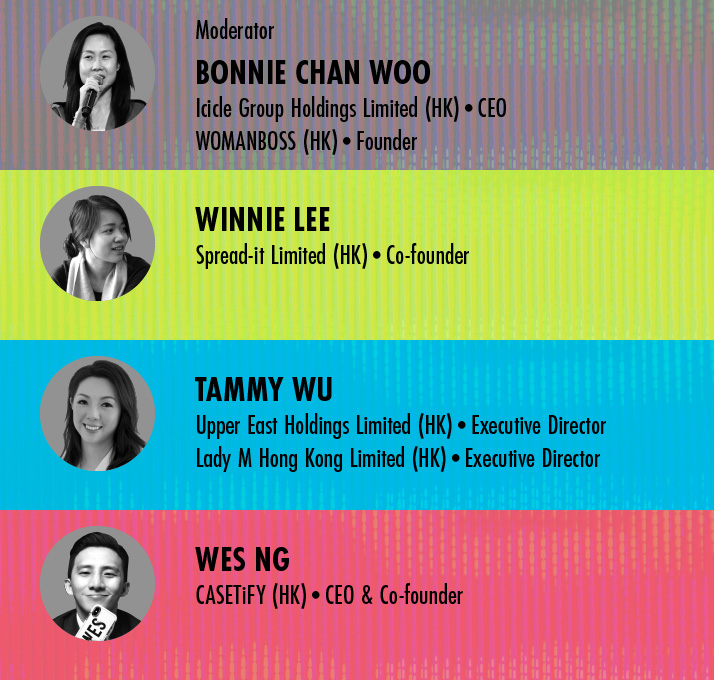 Moderator
BONNIE CHAN WOO
Icicle Group Holdings Limited (HK) • CEO
WOMANBOSS (HK) • Founder
WINNIE LEE
Spread-it Limited (HK) • Co-founder
TAMMY WU
Upper East Holdings Limited (HK) • Executive Director
Lady M Hong Kong Limited (HK) • Executive Director
WES NG
CASETiFY (HK) • CEO & Co-founder
WES